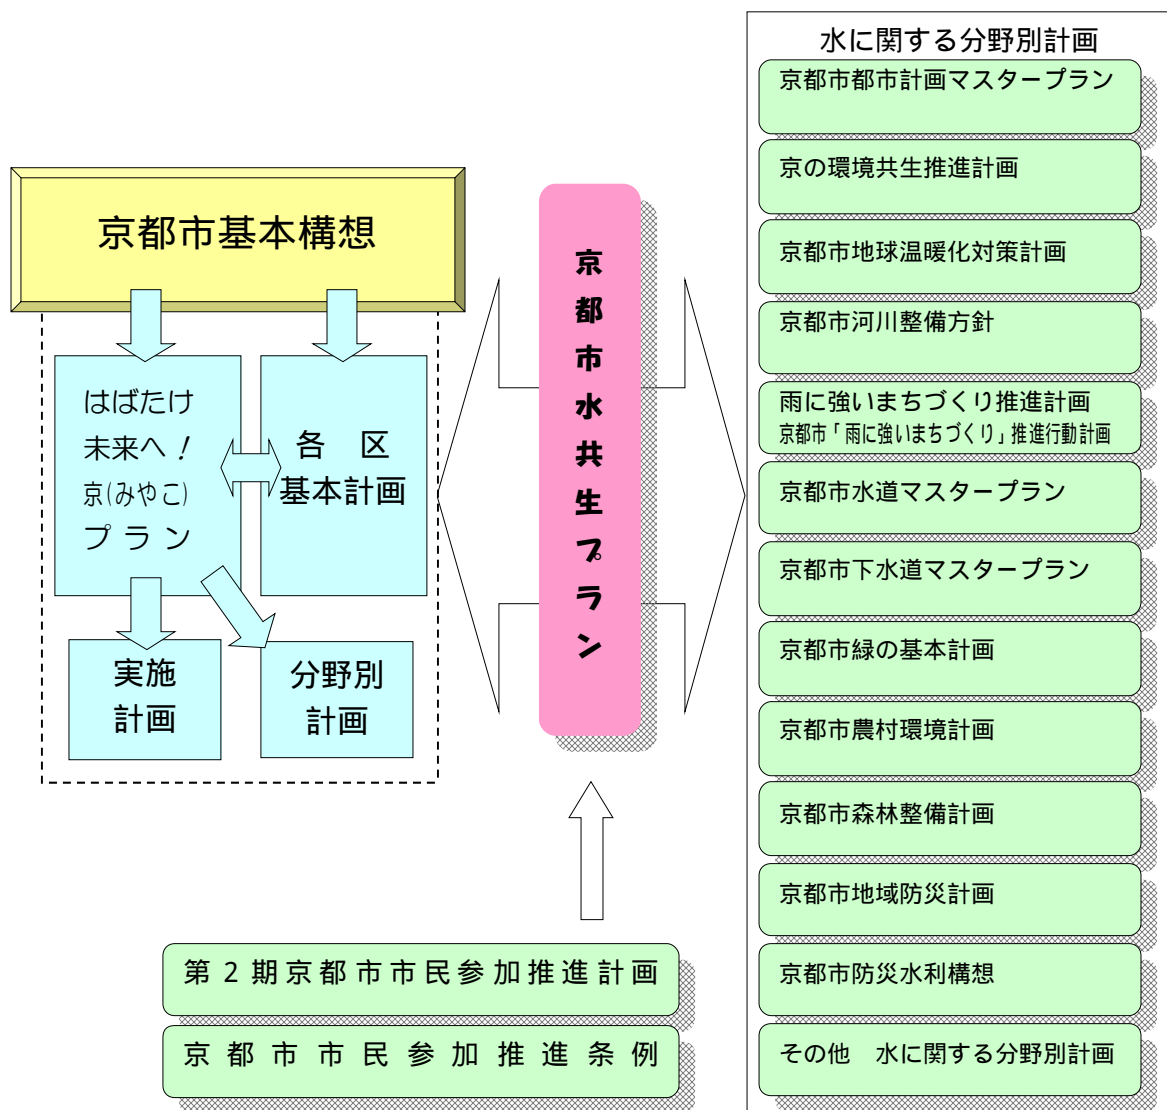 京都市基本構想
はばたけ
未来へ！
京(みやこ)
プラン
各　区
基本計画
実施
計画
分野別
計画
京都市水共生プラン
第２期京都市市民参加推進計画
京都市市民参加推進条例
水に関する分野別計画
京都市都市計画マスタープラン
京の環境共生推進計画
京都市地球温暖化対策計画
京都市河川整備方針
雨に強いまちづくり推進計画
京都市「雨に強いまちづくり」推進行動計画
京都市水道マスタープラン
京都市下水道マスタープラン
京都市緑の基本計画
京都市農村環境計画
京都市森林整備計画
京都市地域防災計画
京都市防災水利構想
その他　水に関する分野別計画